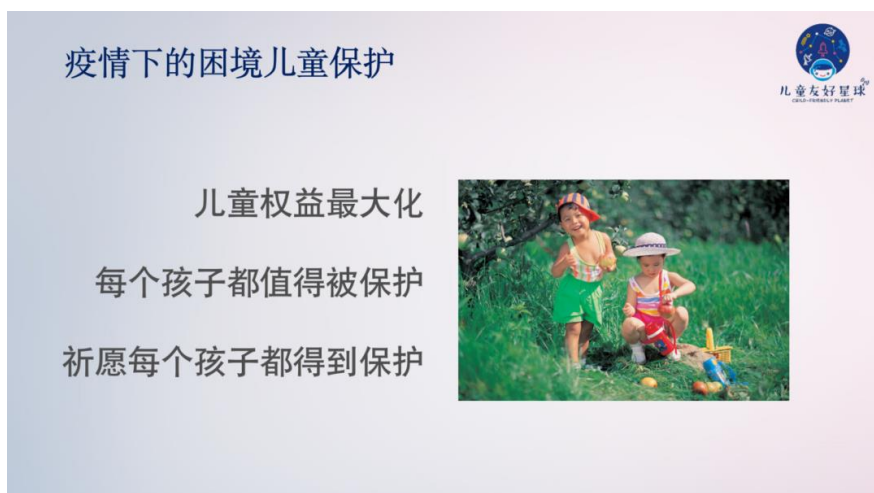 疫情下的困境儿童保护
儿童友好星球
CHILD-FRIENDLY PLANET
儿童权益最大化
每个孩子都值得被保护
祈愿每个孩子都得到保护